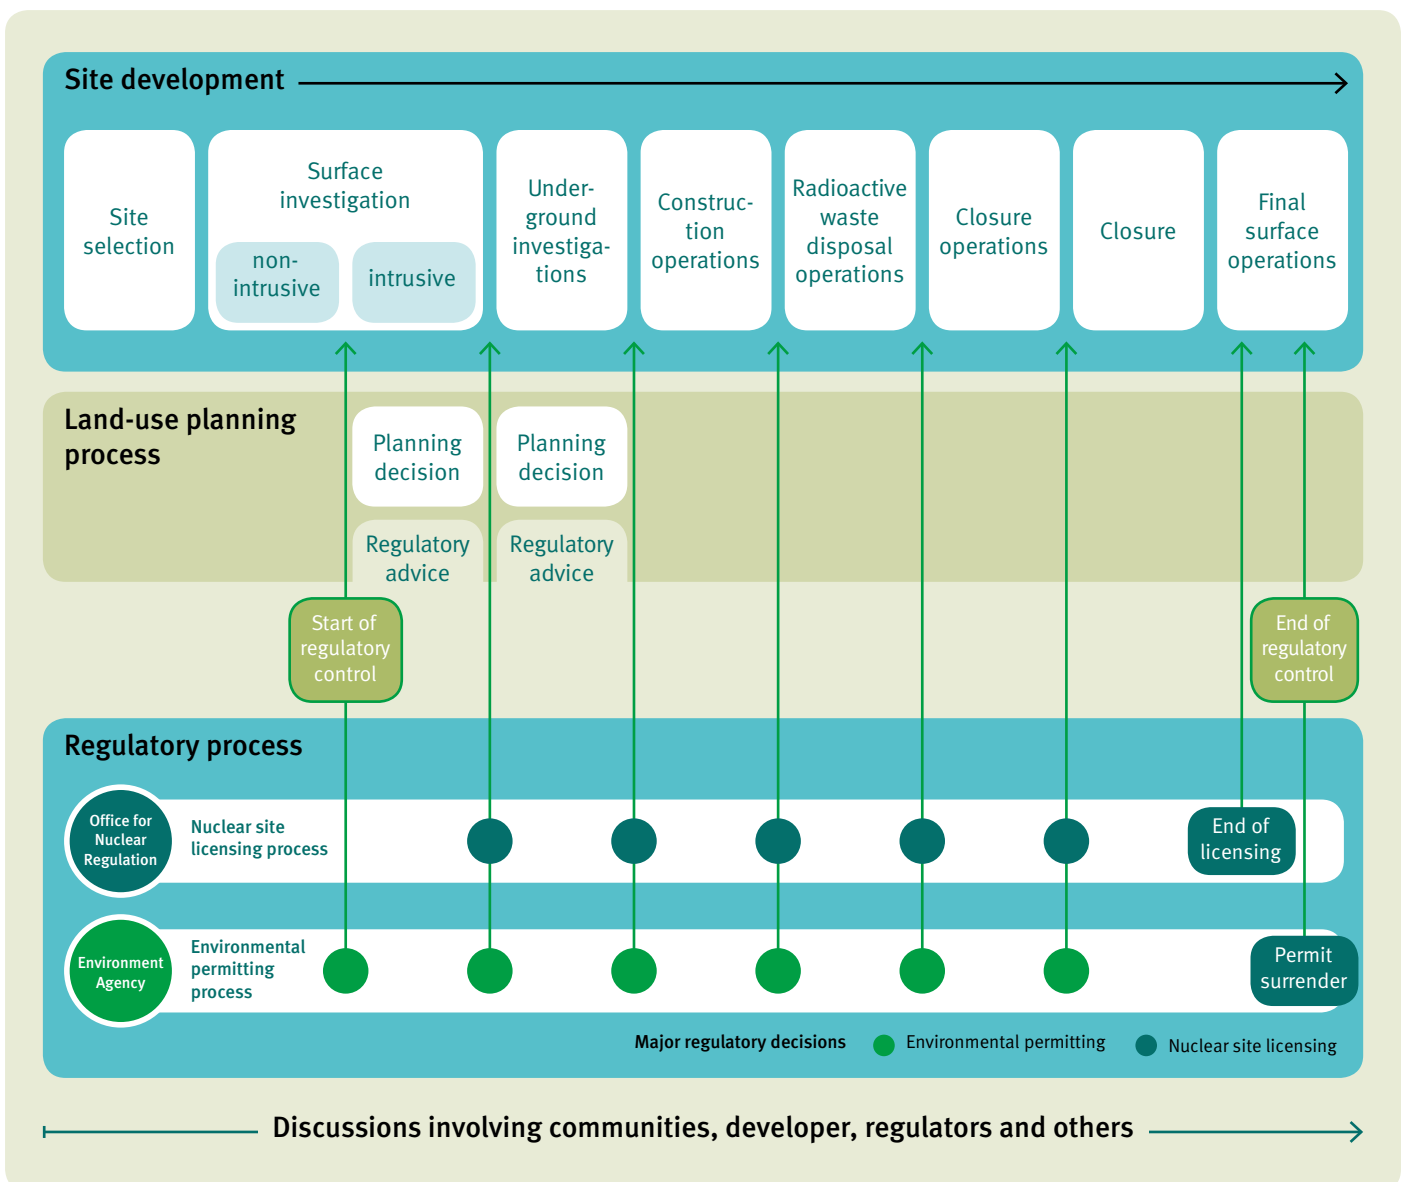 Site development
Site
selection
Surface
investigation
non-
intrusive
intrusive
Under-
ground
investiga-
tions
Construc-
tion
operations
Radioactive
waste
disposal
operations
Closure
operations
Closure
Final
surface
operations
Land-use planning
process
Planning
decision
Planning
decision
Regulatory
advice
Regulatory
advice
Start of
regulatory
control
End of
regulatory
control
Regulatory process
Office for
Nuclear
Regulation
Nuclear site
licensing process
End of
licensing
Environment
Agency
Environmental
permitting
process
Permit
surrender
Major regulatory decisions
Environmental permitting
Nuclear site licensing
Discussions involving communities, developer, regulators and others